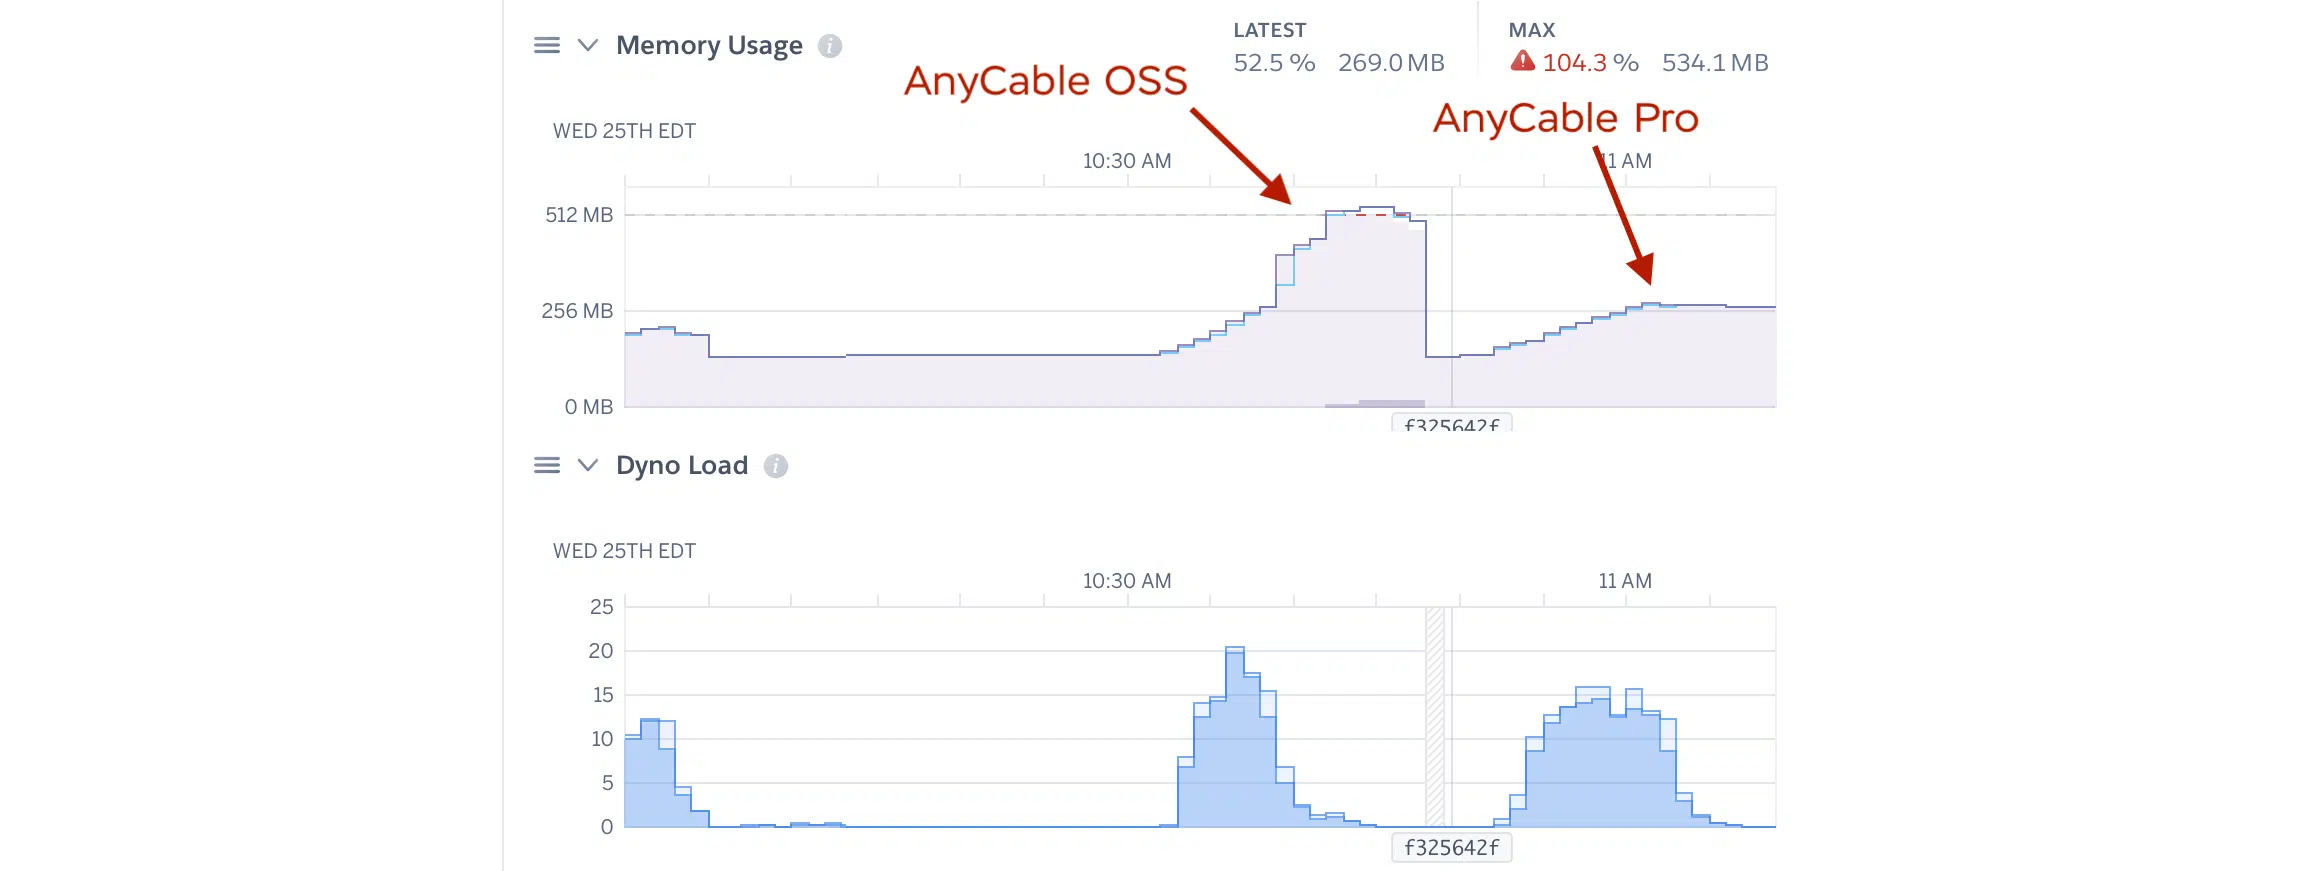 Memory Usage
LATEST
52.5 % 269.0 MB
MAX
104.3 % 534.1 MB
AnyCable OSS
AnyCable Pro
WED 25TH EDT
10:30 AM
11 AM
512 MB
256 MB
0 MB
f325642f
Dyno Load
WED 25TH EDT
10:30 AM
11 AM
25
20
15
10
5
0
f325642f